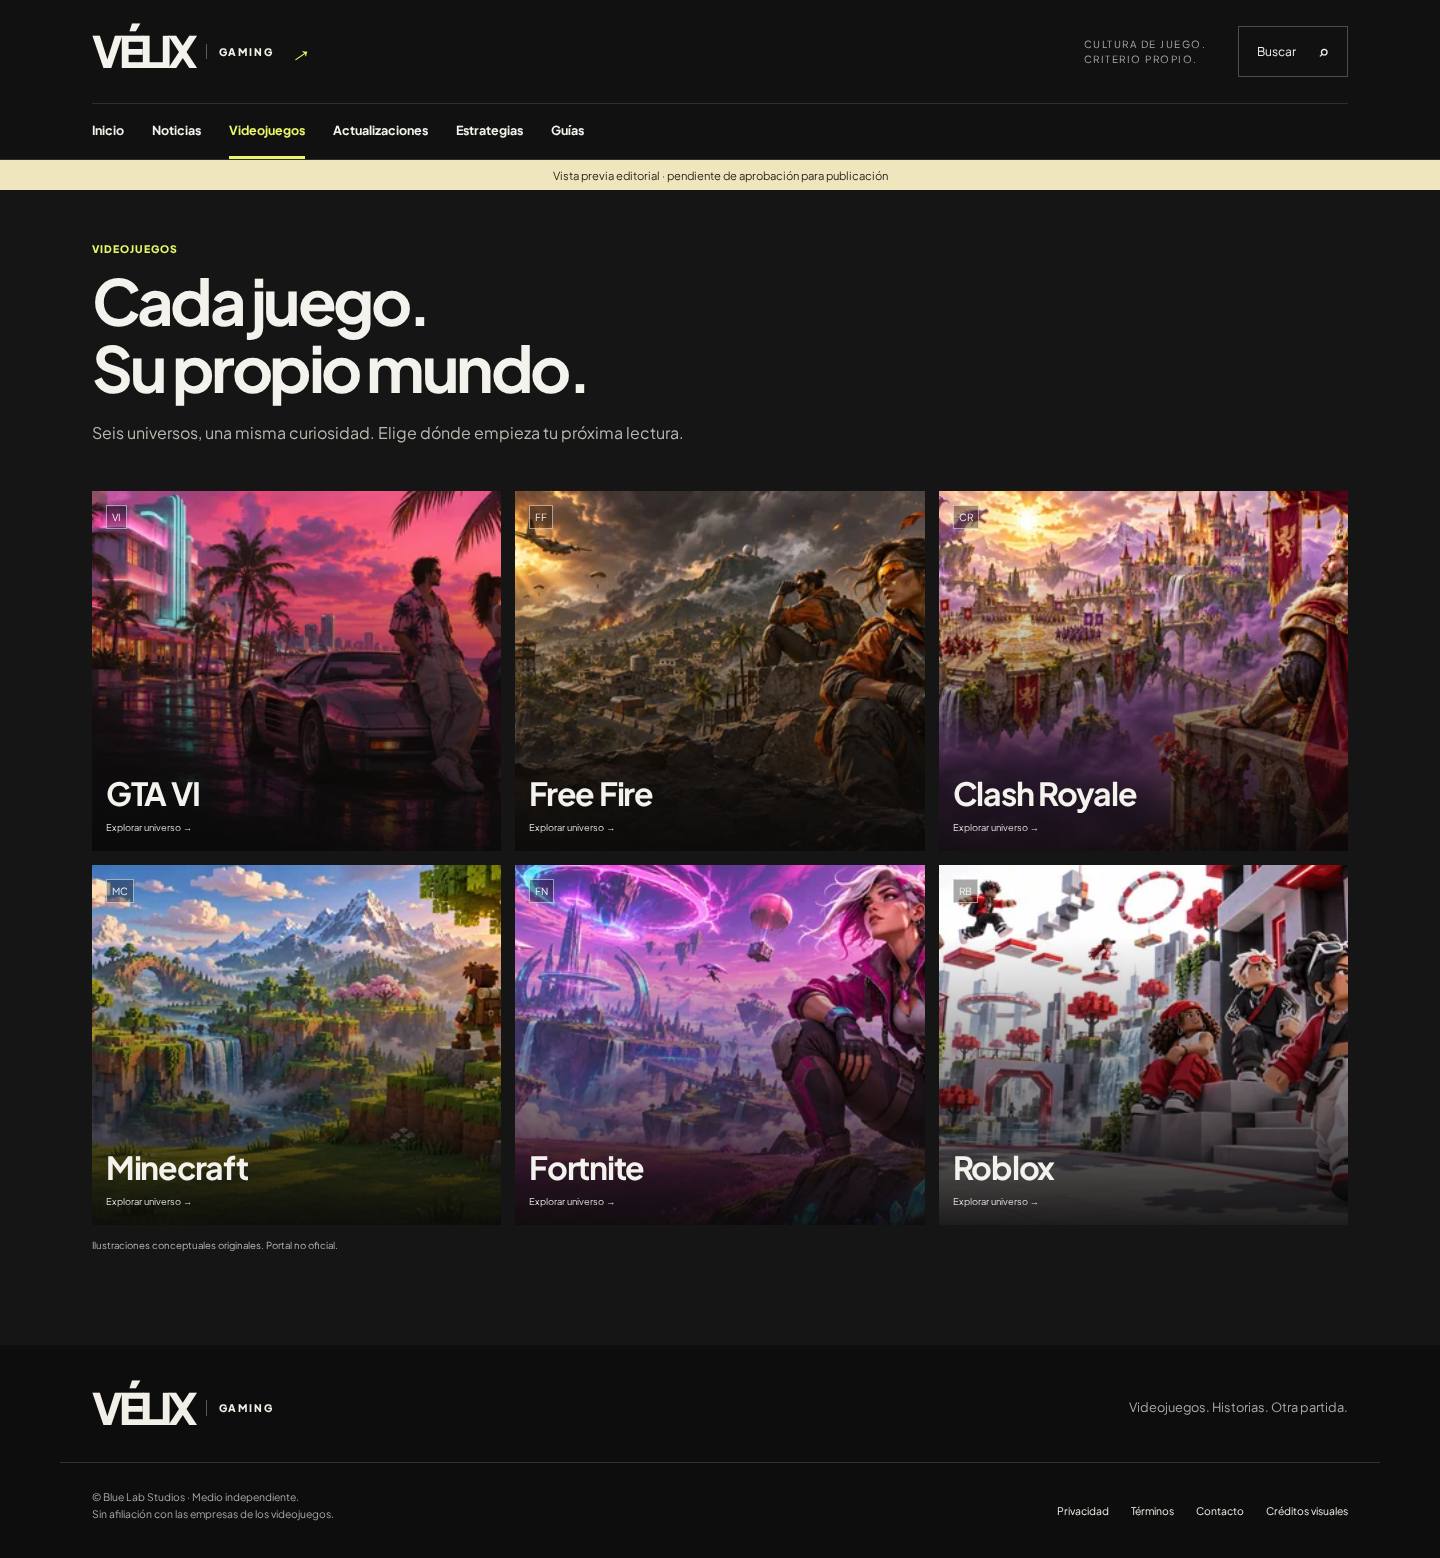 VÉLIX
GAMING
→
CULTURA DE JUEGO.
CRITERIO PROPIO.
Buscar
Inicio
Noticias
Videojuegos
Actualizaciones
Estrategias
Guías
Vista previa editorial · pendiente de aprobación para publicación
VIDEOJUEGOS
Cada juego.
Su propio mundo.
Seis universos, una misma curiosidad. Elige dónde empieza tu próxima lectura.
VI
GTA VI
Explorar universo →
FF
Free Fire
Explorar universo →
CR
Clash Royale
Explorar universo →
MC
Minecraft
Explorar universo →
FN
Fortnite
Explorar universo →
RB
Roblox
Explorar universo →
Ilustraciones conceptuales originales. Portal no oficial.
VÉLIX
GAMING
Videojuegos. Historias. Otra partida.
© Blue Lab Studios · Medio independiente.
Sin afiliación con las empresas de los videojuegos.
Privacidad
Términos
Contacto
Créditos visuales